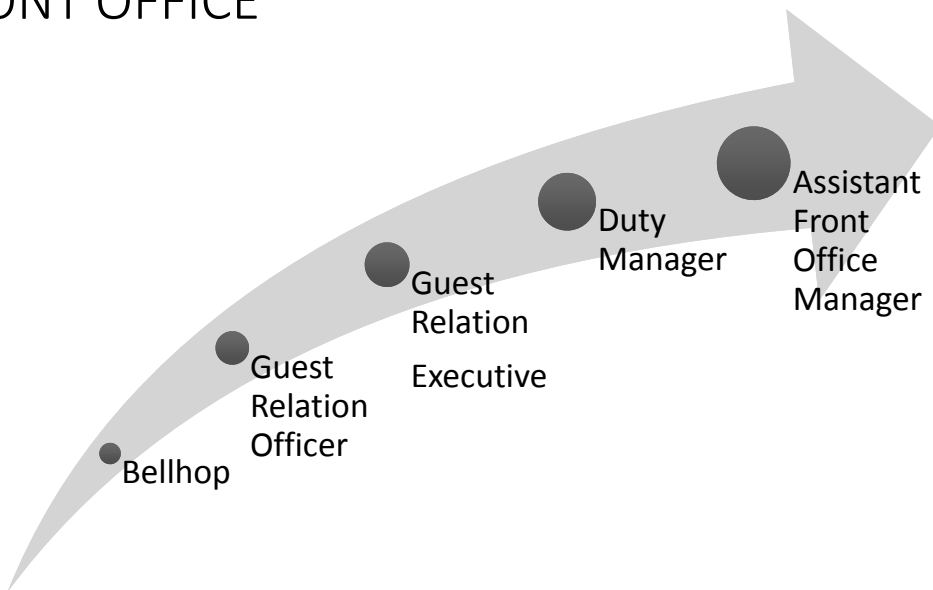 ONT OFFICE
Bellhop
Guest
Relation
Officer
Guest
Relation
Executive
Duty
Manager
Assistant
Front
Office
Manager